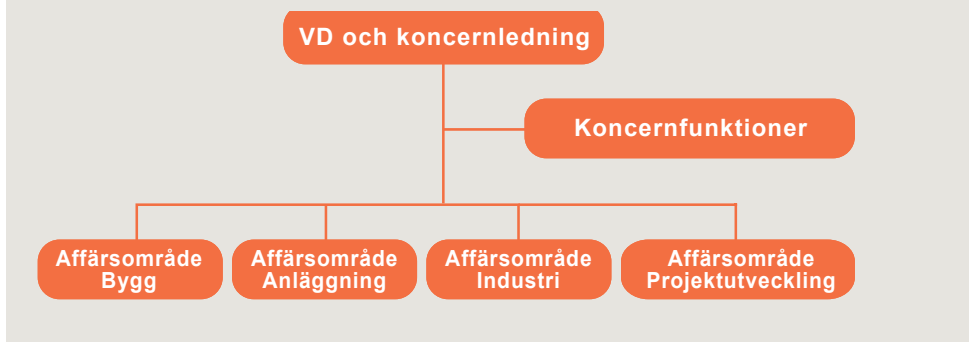 VD och koncernledning
Koncernfunktioner
Affärsområde
Bygg
Affärsområde
Anläggning
Affärsområde
Industri
Affärsområde
Projektutveckling